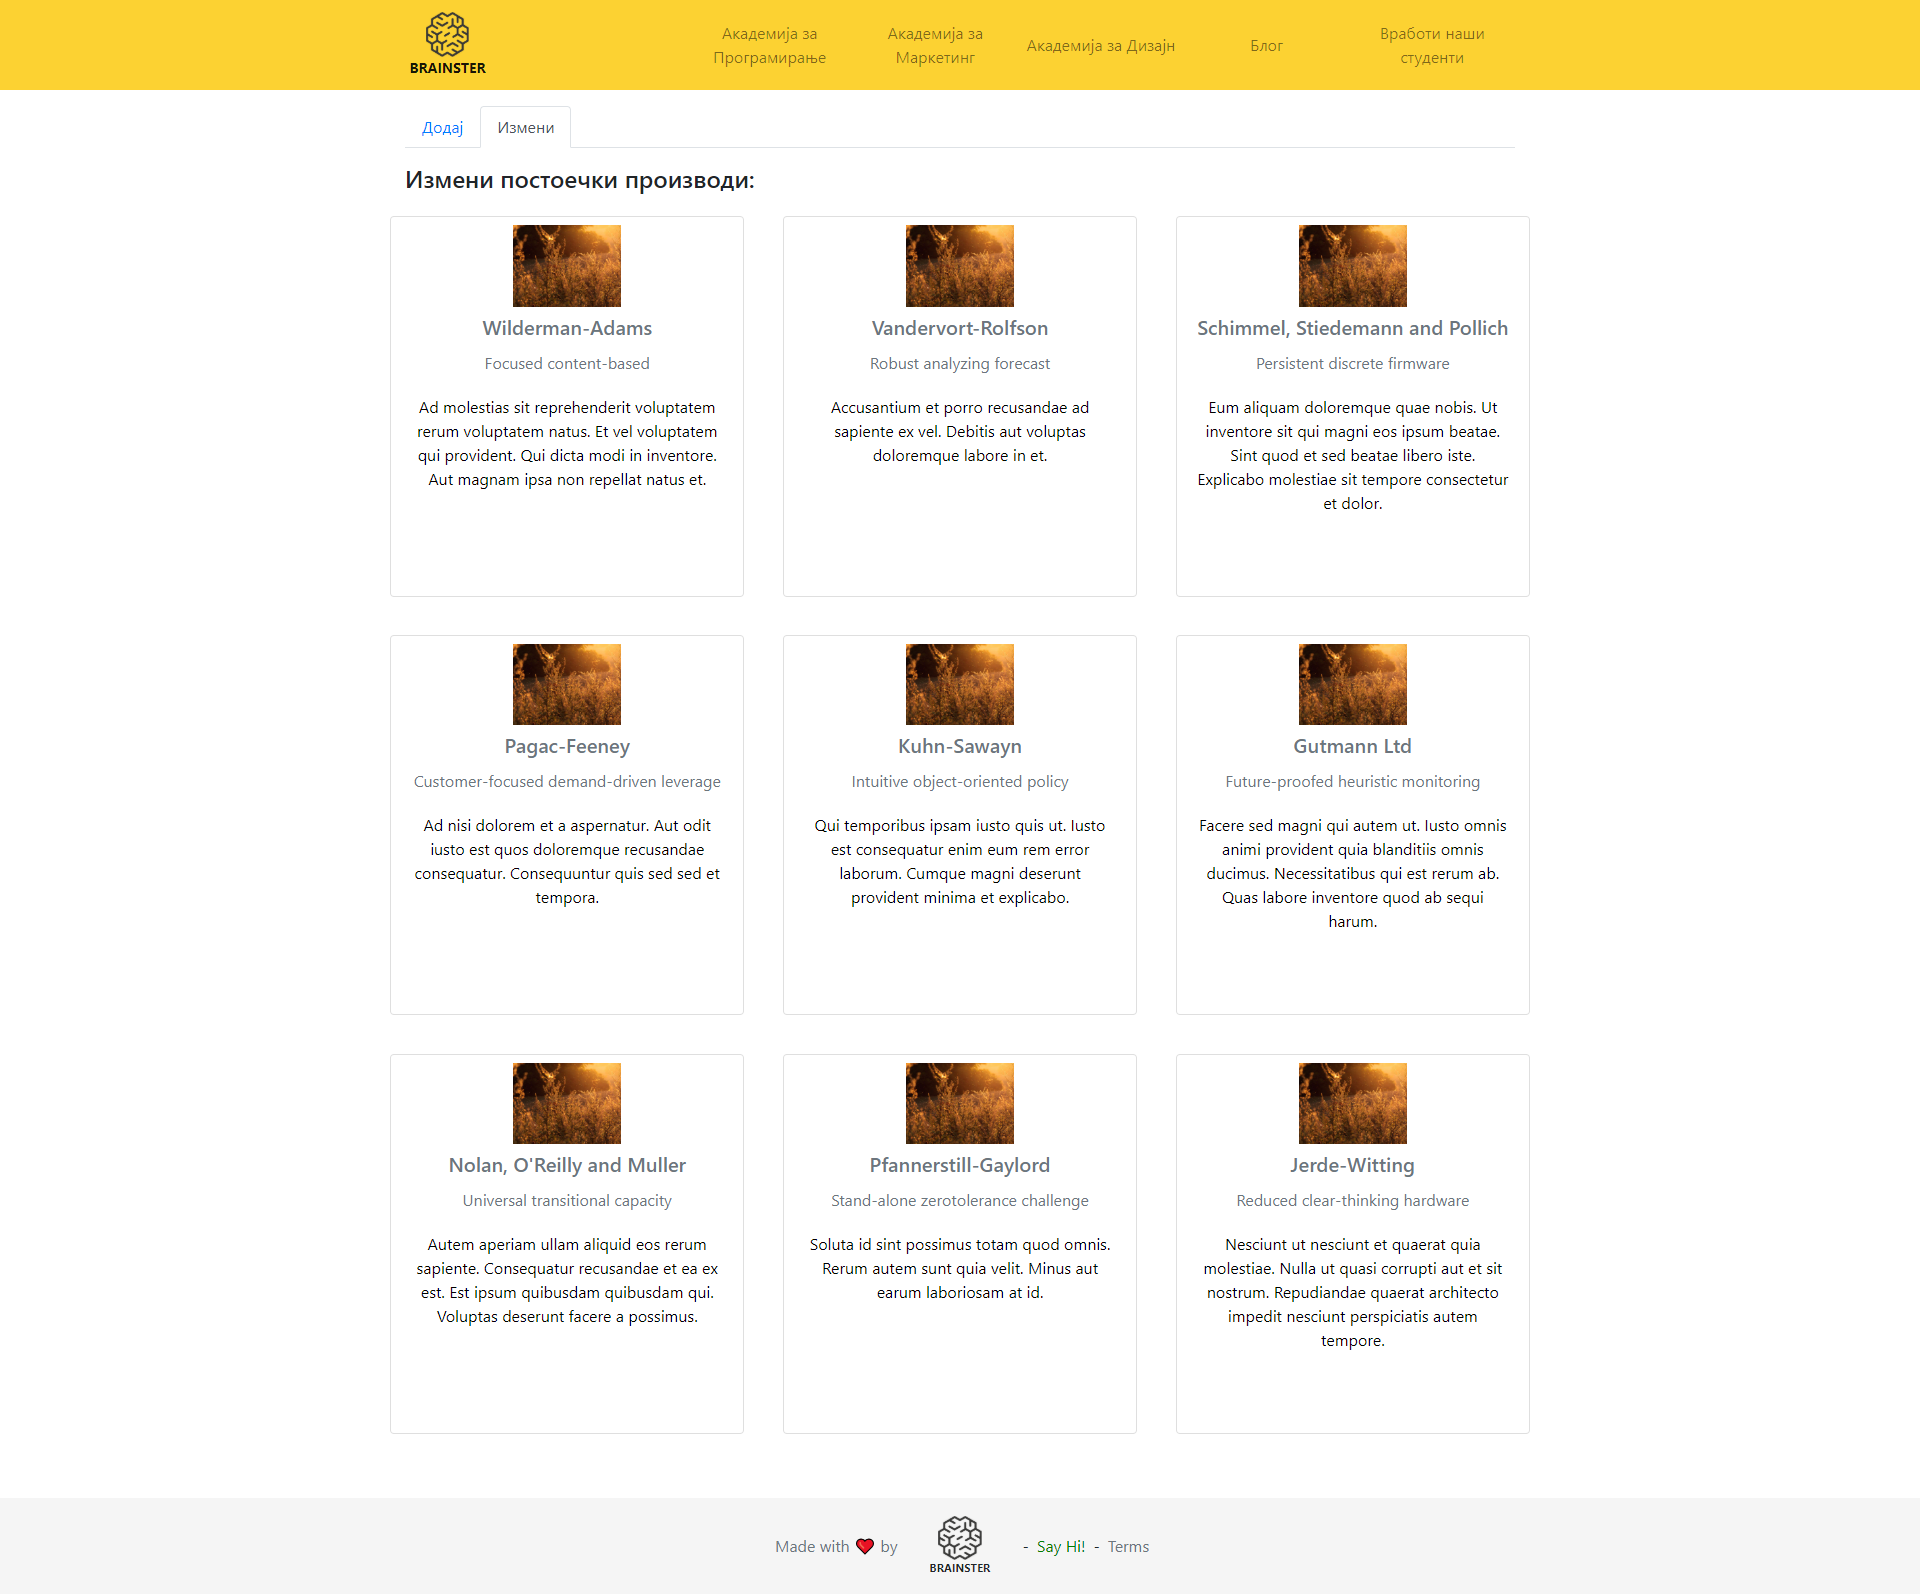 BRAINSTER
Академија за
Програмирање
Академија за
Маркетинг
Академија за Дизајн
Блог
Вработи наши
студенти
Додај
Измени
Измени постоечки производи:
Wilderman-Adams
Focused content-based
Ad molestias sit reprehenderit voluptatem
rerum voluptatem natus. Et vel voluptatem
qui provident. Qui dicta modi in inventore.
Aut magnam ipsa non repellat natus et.
Vandervort-Rolfson
Robust analyzing forecast
Accusantium et porro recusandae ad
sapiente ex vel. Debitis aut voluptas
doloremque labore in et.
Schimmel, Stiedemann and Pollich
Persistent discrete firmware
Eum aliquam doloremque quae nobis. Ut
inventore sit qui magni eos ipsum beatae.
Sint quod et sed beatae libero iste.
Explicabo molestiae sit tempore consectetur
et dolor.
Pagac-Feeney
Customer-focused demand-driven leverage
Ad nisi dolorem et a aspernatur. Aut odit
iusto est quos doloremque recusandae
consequatur. Consequuntur quis sed sed et
tempora.
Kuhn-Sawayn
Intuitive object-oriented policy
Qui temporibus ipsam iusto quis ut. Iusto
est consequatur enim eum rem error
laborum. Cumque magni deserunt
provident minima et explicabo.
Gutmann Ltd
Future-proofed heuristic monitoring
Facere sed magni qui autem ut. Iusto omnis
animi provident quia blanditiis omnis
ducimus. Necessitatibus qui est rerum ab.
Quas labore inventore quod ab sequi
harum.
Nolan, O'Reilly and Muller
Universal transitional capacity
Autem aperiam ullam aliquid eos rerum
sapiente. Consequatur recusandae et ea ex
est. Est ipsum quibusdam quibusdam qui.
Voluptas deserunt facere a possimus.
Pfannerstill-Gaylord
Stand-alone zerotolerance challenge
Soluta id sint possimus totam quod omnis.
Rerum autem sunt quia velit. Minus aut
earum laboriosam at id.
Jerde-Witting
Reduced clear-thinking hardware
Nesciunt ut nesciunt et quaerat quia
molestiae. Nulla ut quasi corrupti aut et sit
nostrum. Repudiandae quaerat architecto
impedit nesciunt perspiciatis autem
tempore.
Made with ❤ by
BRAINSTER
- Say Hi! - Terms